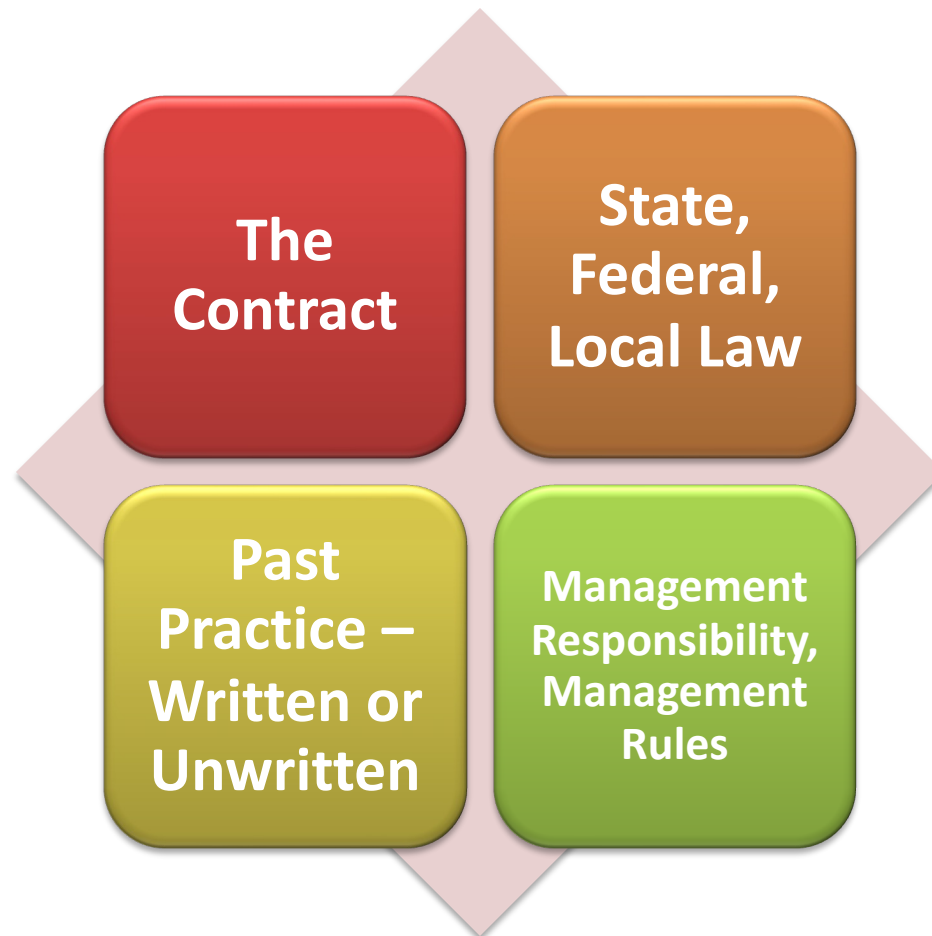 The
Contract
State,
Federal,
Local Law
Past
Practice –
Written or
Unwritten
Management
Responsibility,
Management
Rules